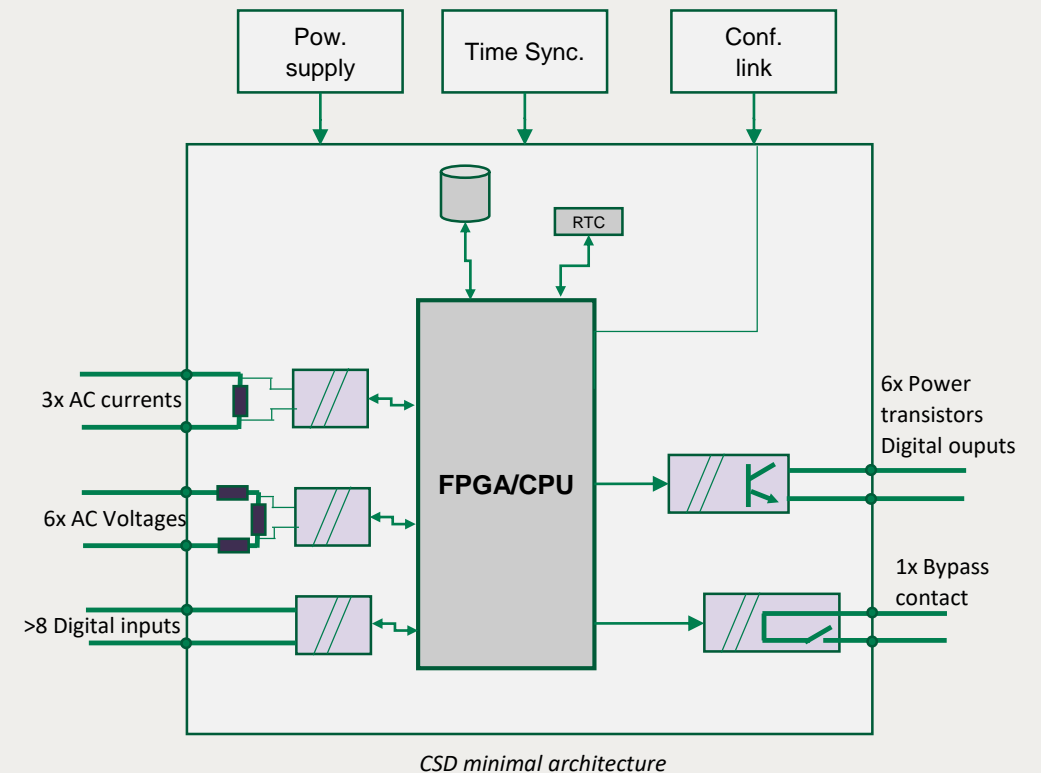 Pow.
supply
Time Sync.
Conf.
link
RTC
3x AC currents
6x AC Voltages
>8 Digital inputs
FPGA/CPU
6x Power
transistors
Digital ouputs
1x Bypass
contact
CSD minimal architecture